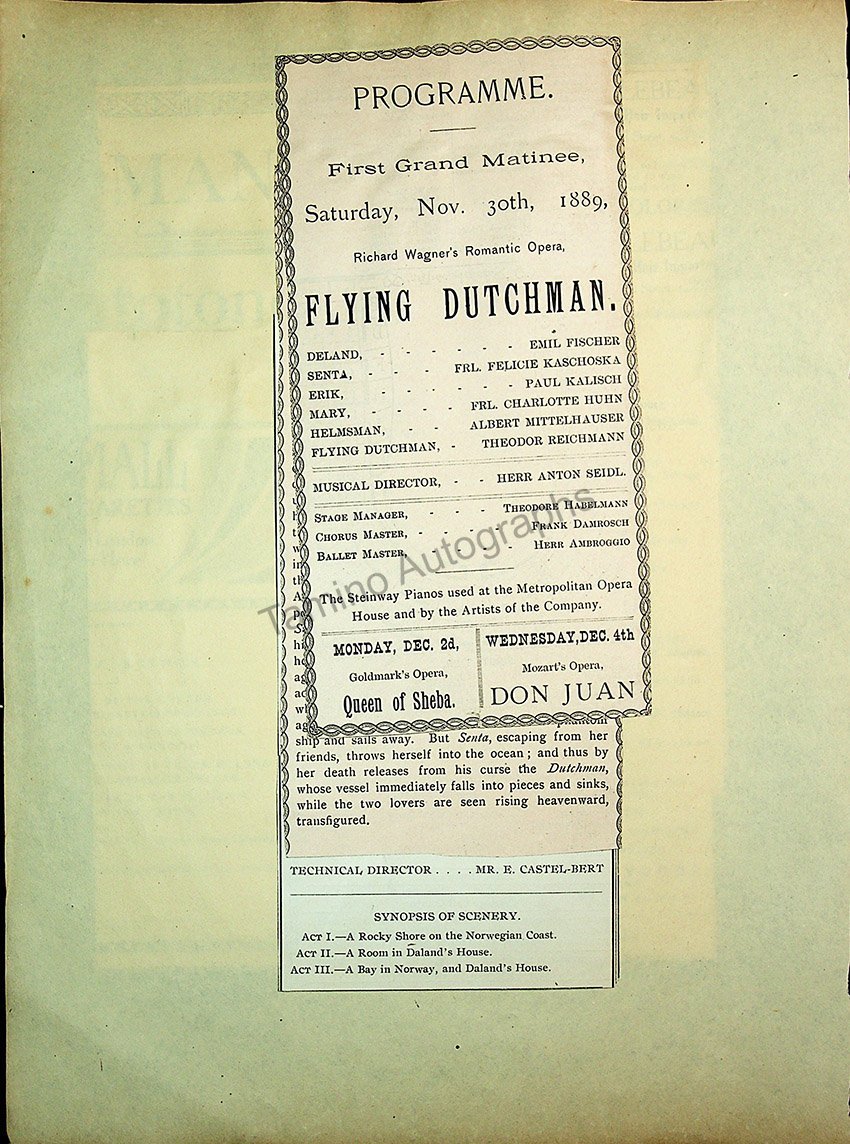 PROGRAMME.
First Grand Matinee,
Saturday, Nov. 30th, 1889,
Richard Wagner's Romantic Opera,
FLYING DUTCHMAN.
DELAND, - - - - - - EMIL FISCHER
SENTA, - - - FRL. FELICIE KASCHOSKA
ERIK, - - - - - - - PAUL KALISCH
MARY, - - - - FRL. CHARLOTTE HUHN
HELMSMAN, - - ALBERT MITTELHAUSER
FLYING DUTCHMAN, - THEODOR REICHMANN
MUSICAL DIRECTOR, - - HERR ANTON SEIDL.
STAGE MANAGER, - - - THEODORE HABELMANN
CHORUS MASTER, - - - - FRANK DAMROSCH
BALLET MASTER, - - - - - HERR AMBROGGIO
The Steinway Pianos used at the Metropolitan Opera
House and by the Artists of the Company.
MONDAY, DEC. 2d,
Goldmark's Opera,
Queen of Sheba.
WEDNESDAY, DEC. 4th
Mozart's Opera,
DON JUAN
ship and sails away. But Senta, escaping from her
friends, throws herself into the ocean; and thus by
her death releases from his curse the Dutchman,
whose vessel immediately falls into pieces and sinks,
while the two lovers are seen rising heavenward,
transfigured.
TECHNICAL DIRECTOR . . . . MR. E. CASTEL-BERT
SYNOPSIS OF SCENERY.
ACT I.—A Rocky Shore on the Norwegian Coast.
ACT II.—A Room in Daland's House.
ACT III.—A Bay in Norway, and Daland's House.
Tamino Autographs